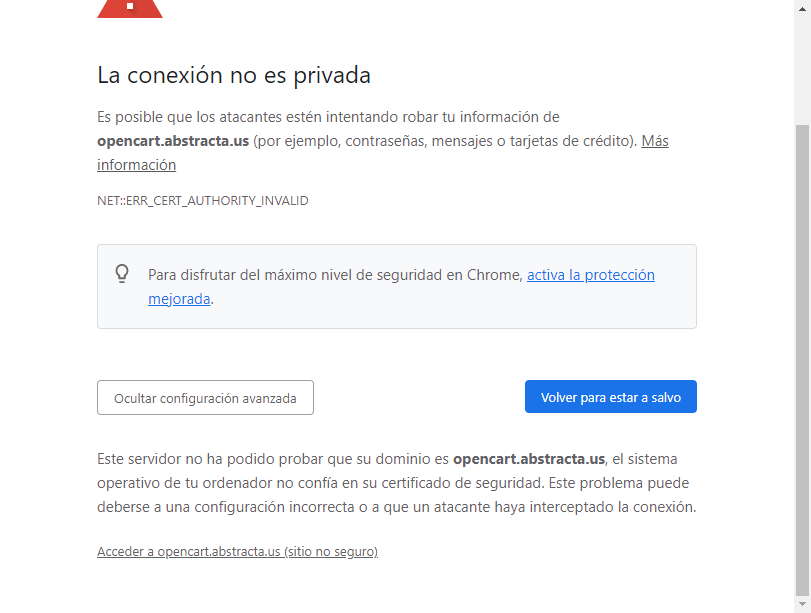 La conexión no es privada
Es posible que los atacantes estén intentando robar tu información de
opencart.abstracta.us (por ejemplo, contraseñas, mensajes o tarjetas de crédito). Más
información
NET::ERR_CERT_AUTHORITY_INVALID
Para disfrutar del máximo nivel de seguridad en Chrome, activa la protección
mejorada.
Ocultar configuración avanzada
Volver para estar a salvo
Este servidor no ha podido probar que su dominio es opencart.abstracta.us, el sistema
operativo de tu ordenador no confía en su certificado de seguridad. Este problema puede
deberse a una configuración incorrecta o a que un atacante haya interceptado la conexión.
Acceder a opencart.abstracta.us (sitio no seguro)